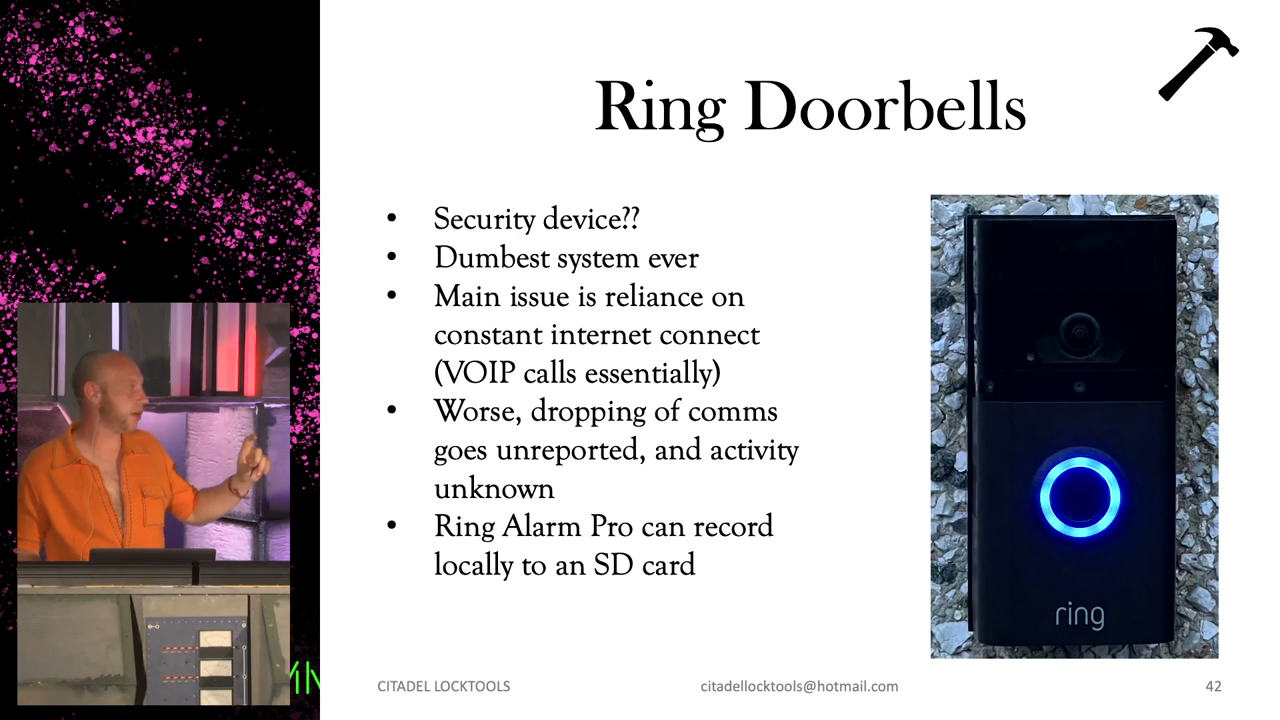 Ring Doorbells
• Security device??
• Dumbest system ever
• Main issue is reliance on
constant internet connect
(VOIP calls essentially)
• Worse, dropping of comms
goes unreported, and activity
unknown
• Ring Alarm Pro can record
locally to an SD card
ring
CITADEL LOCKTOOLS
citadellocktools@hotmail.com
42